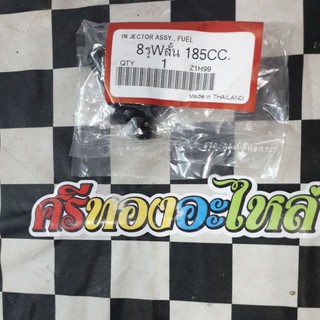 INJECTOR ASSY., FUEL
8รูWสั้น 185CC.
QTY 1 Z1H99
Made in THAILAND
ศรีทองอะไหล่